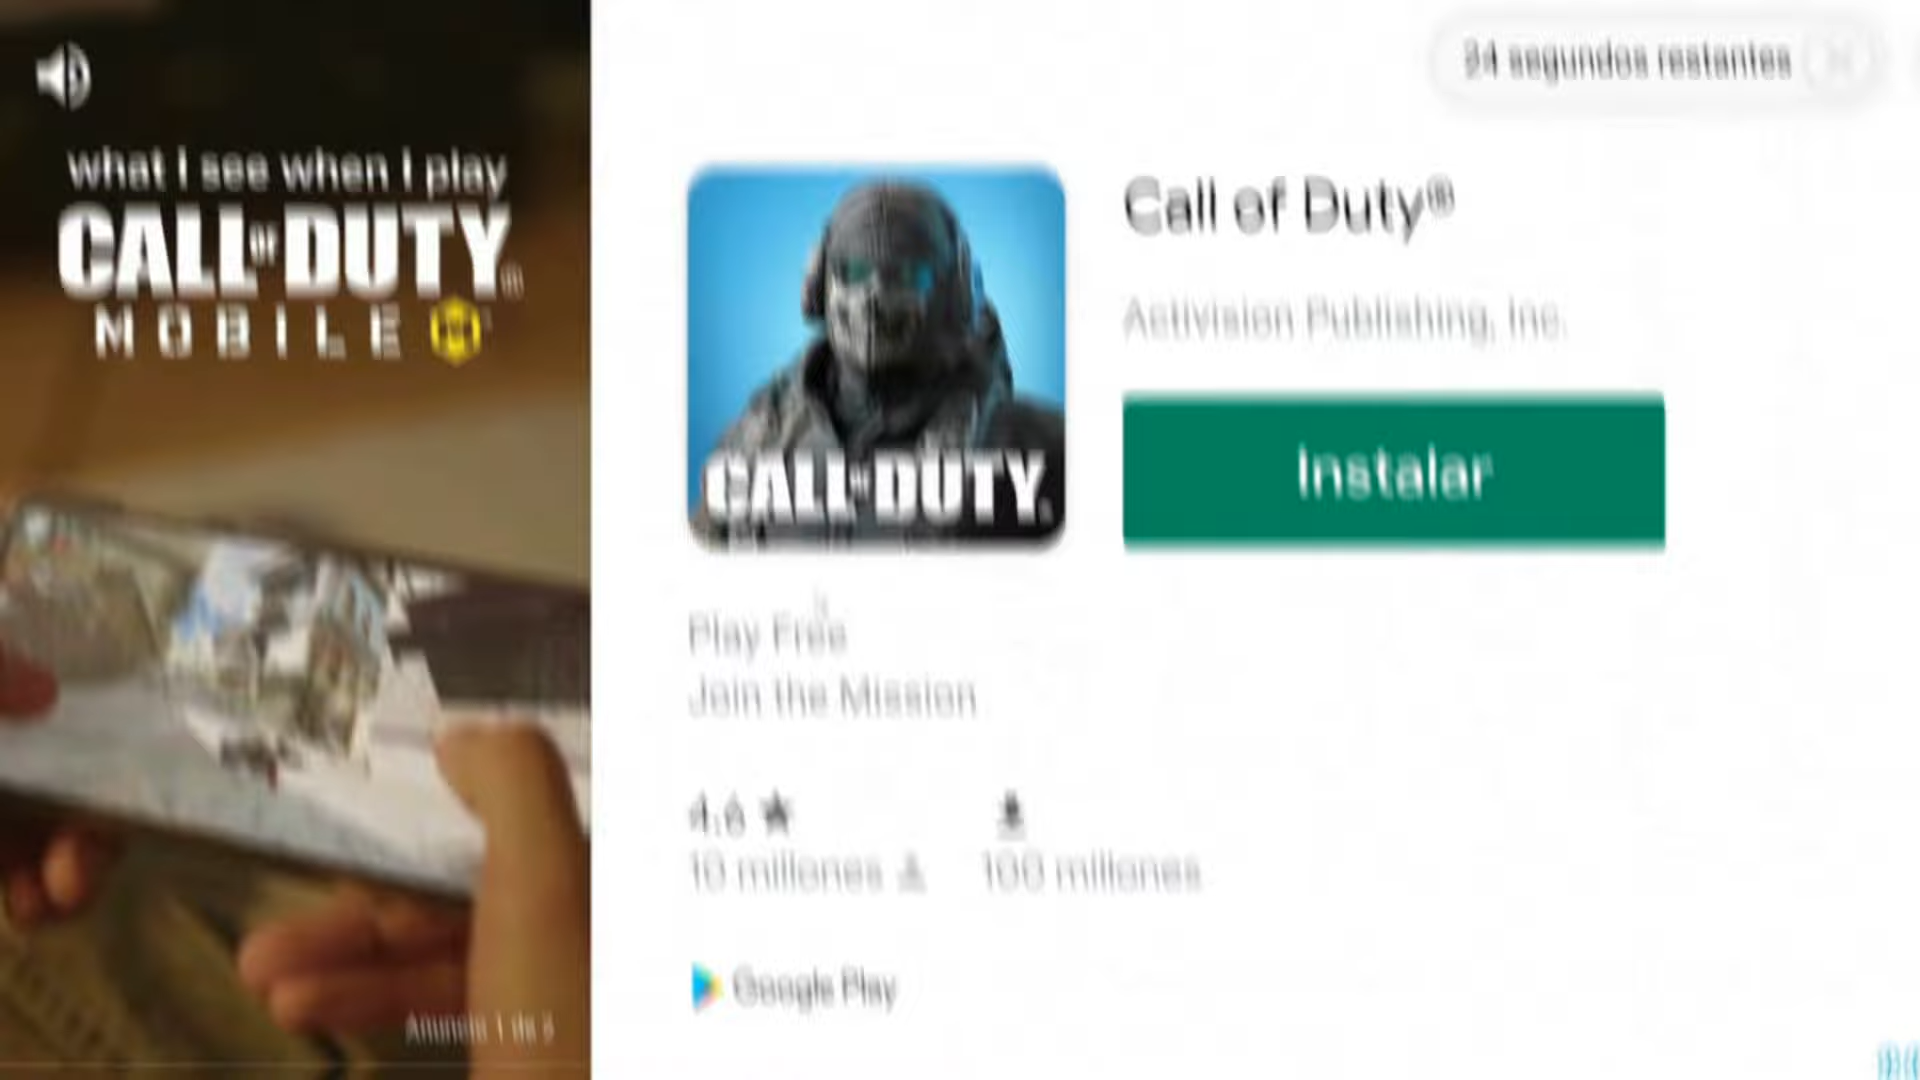 what I see when I play
CALL OF DUTY®
MOBILE
Anuncio 1 de
24 segundos restantes
CALL OF DUTY®
Call of Duty®
Activision Publishing, Inc.
Instalar
Play Free
Join the Mission
4.6 ★
10 millones
100 millones
Google Play